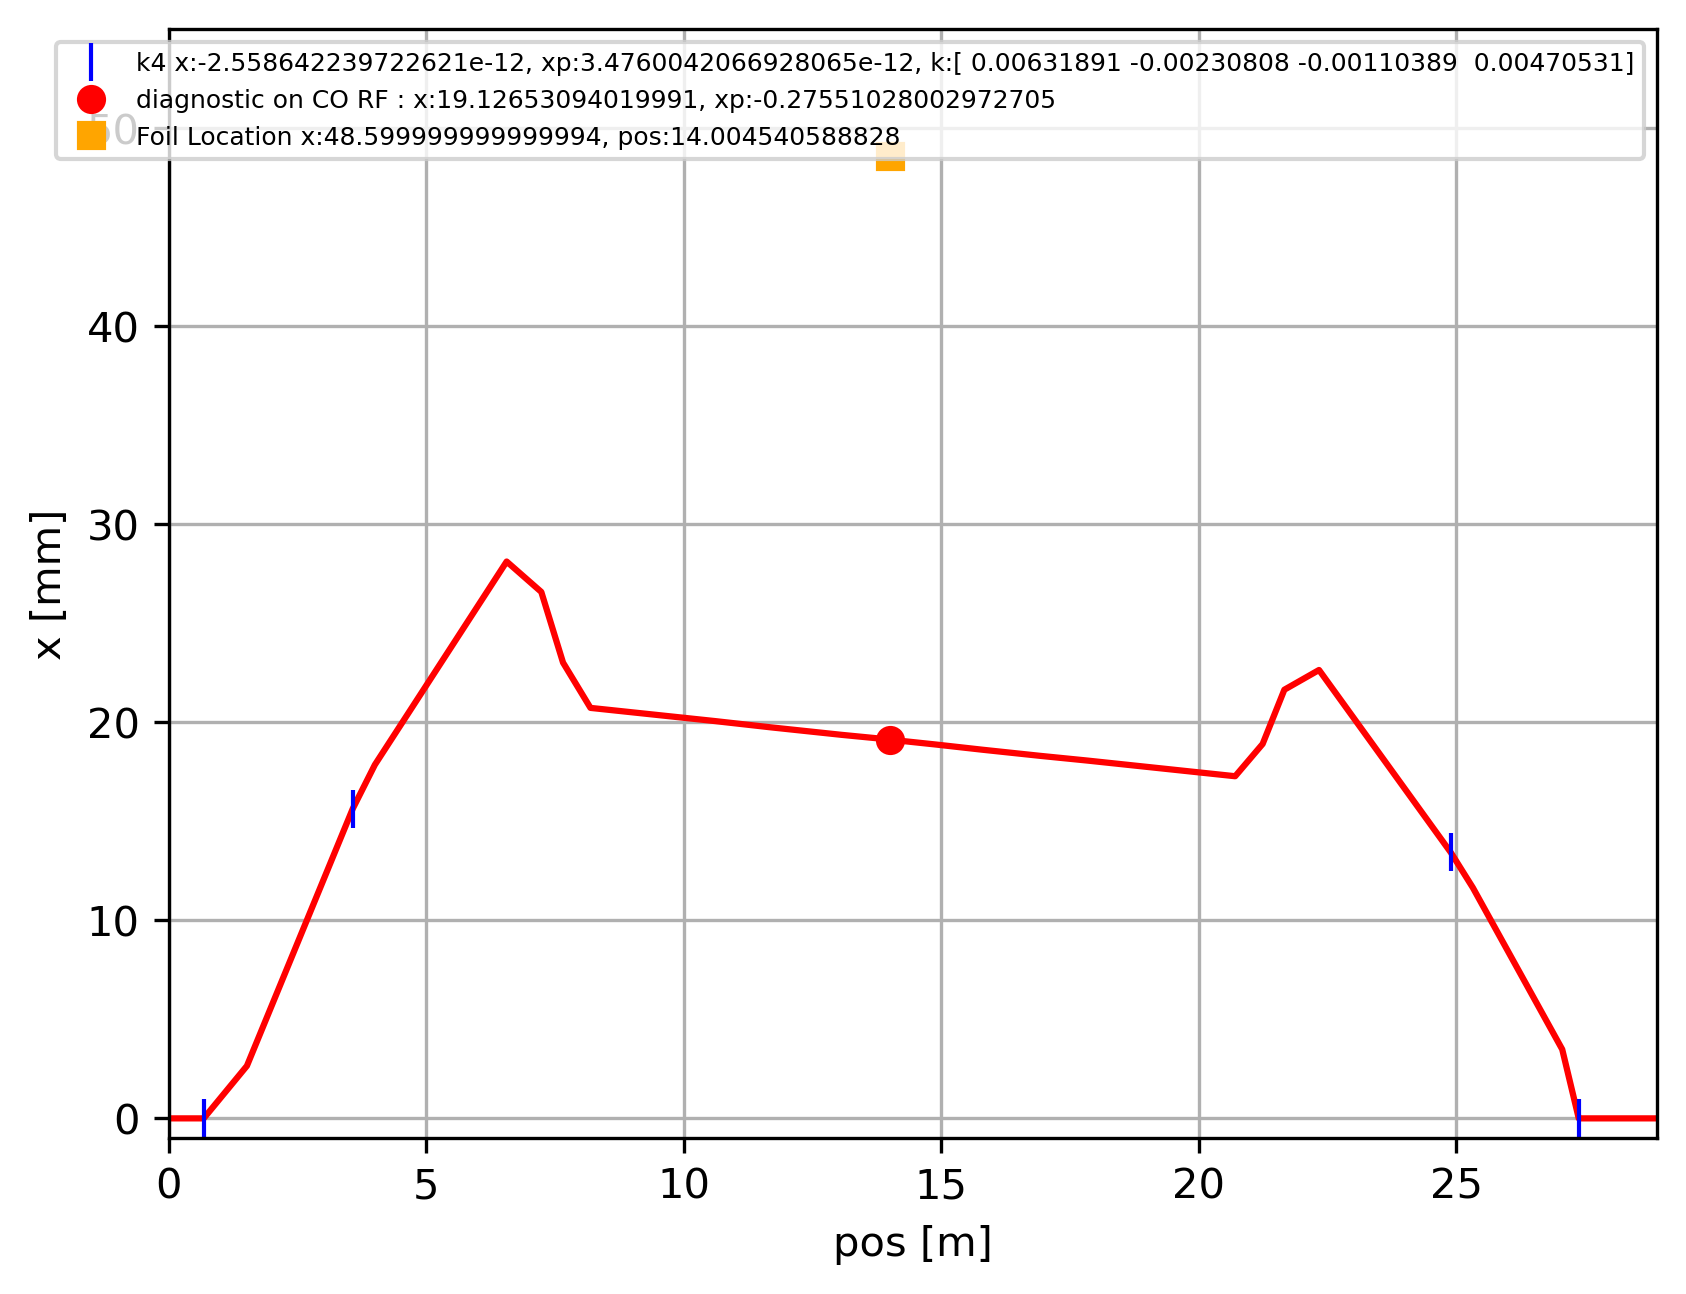 k4 x:-2.558642239722621e-12, xp:3.4760042066928065e-12, k:[ 0.00631891 -0.00230808 -0.00110389  0.00470531]
diagnostic on CO RF : x:19.12653094019991, xp:-0.27551028002972705
Foil Location x:48.599999999999994, pos:14.004540588828
50
40
30
20
10
0
x [mm]
0 5 10 15 20 25
pos [m]